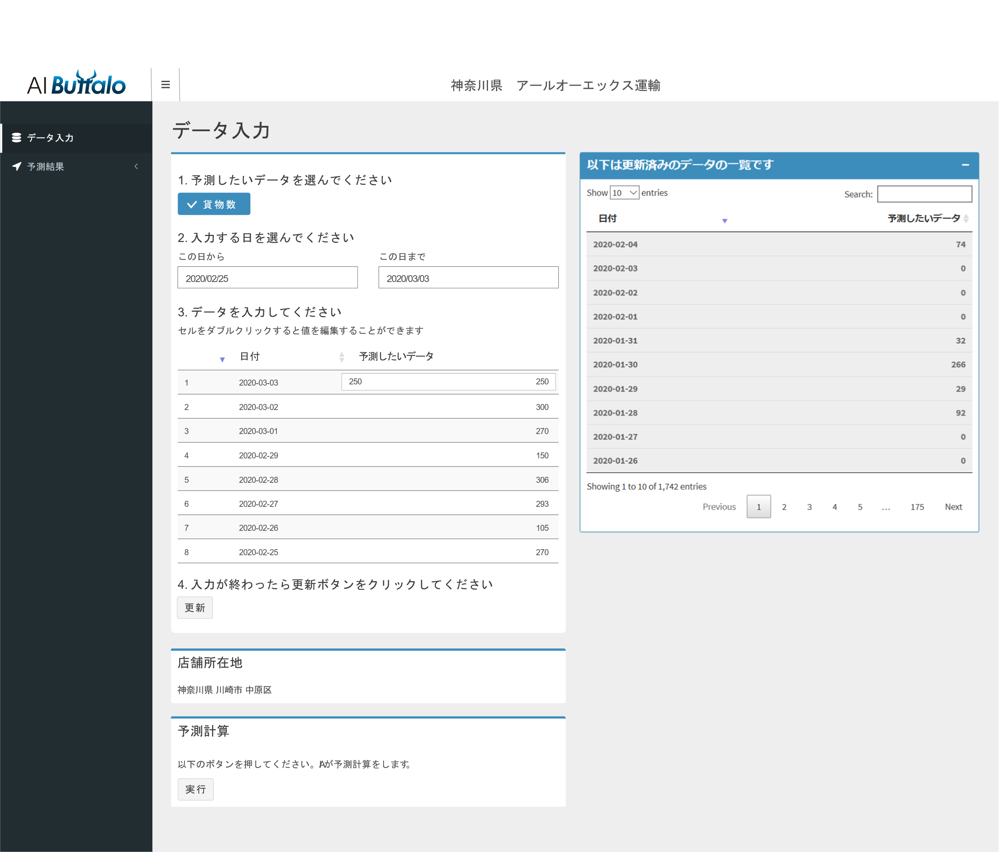 AI Buffalo
神奈川県　アールオーエックス運輸
データ入力
予測結果
データ入力
1. 予測したいデータを選んでください
貨物数
2. 入力する日を選んでください
この日から
この日まで
2020/02/25
2020/03/03
3. データを入力してください
セルをダブルクリックすると値を編集することができます
日付 予測したいデータ
1 2020-03-03 250 250
2 2020-03-02 300
3 2020-03-01 270
4 2020-02-29 150
5 2020-02-28 306
6 2020-02-27 293
7 2020-02-26 105
8 2020-02-25 270
4. 入力が終わったら更新ボタンをクリックしてください
更新
店舗所在地
神奈川県 川崎市 中原区
予測計算
以下のボタンを押してください。IAが予測計算をします。
実行
以下は更新済みのデータの一覧です
Show 10 entries
Search:
日付 予測したいデータ
2020-02-04 74
2020-02-03 0
2020-02-02 0
2020-02-01 0
2020-01-31 32
2020-01-30 266
2020-01-29 29
2020-01-28 92
2020-01-27 0
2020-01-26 0
Showing 1 to 10 of 1,742 entries
Previous 1 2 3 4 5 … 175 Next